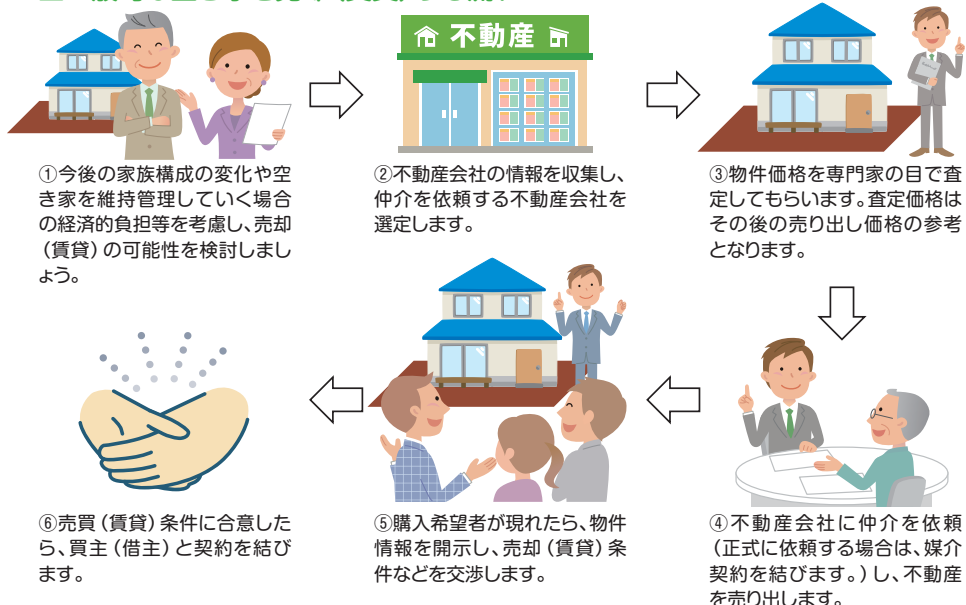 不動産
①今後の家族構成の変化や空
き家を維持管理していく場合
の経済的負担等を考慮し、売却
（賃貸）の可能性を検討しまし
ょう。
②不動産会社の情報を収集し、
仲介を依頼する不動産会社を
選定します。
③物件価格を専門家の目で査
定してもらいます。査定価格は
その後の売り出し価格の参考
となります。
④不動産会社に仲介を依頼
（正式に依頼する場合は、媒介
契約を結びます。）し、不動産
を売り出します。
⑤購入希望者が現れたら、物件
情報を開示し、売却（賃貸）条
件などを交渉します。
⑥売買（賃貸）条件に合意した
ら、買主（借主）と契約を結び
ます。